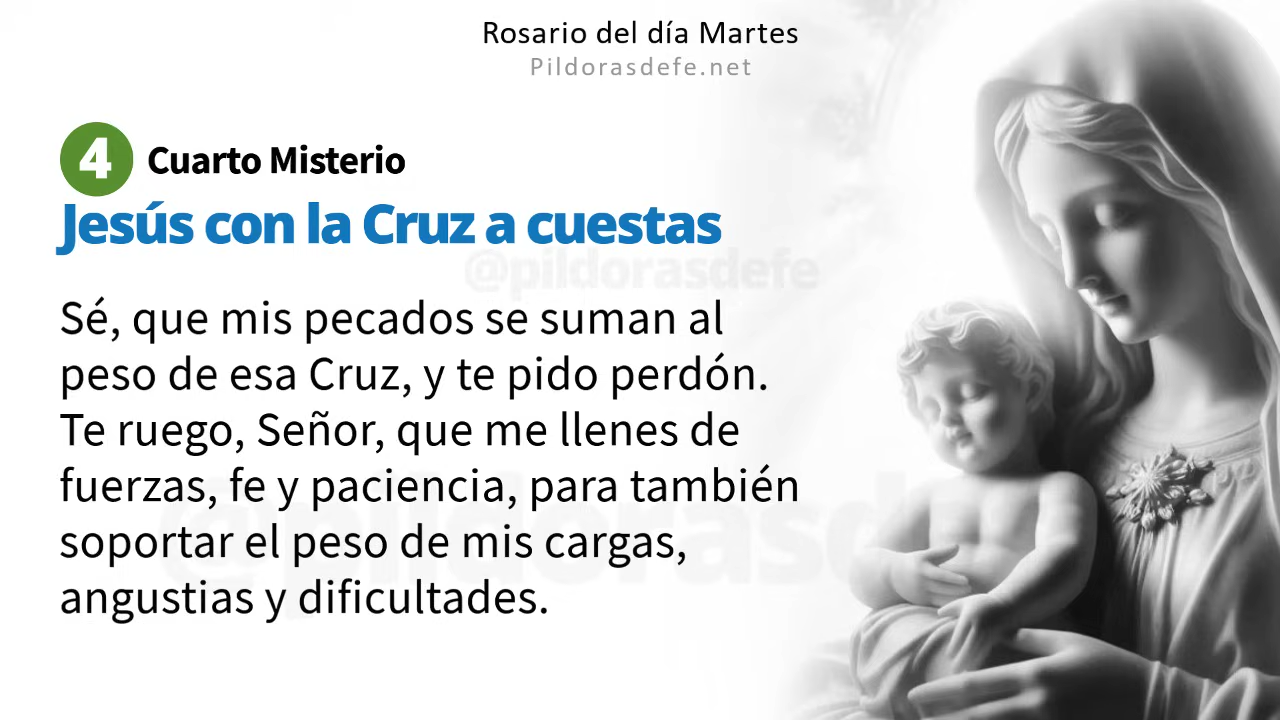 Rosario del día Martes
Pildorasdefe.net
4 Cuarto Misterio
Jesús con la Cruz a cuestas
@pildorasdefe
Sé, que mis pecados se suman al
peso de esa Cruz, y te pido perdón.
Te ruego, Señor, que me llenes de
fuerzas, fe y paciencia, para también
soportar el peso de mis cargas,
angustias y dificultades.